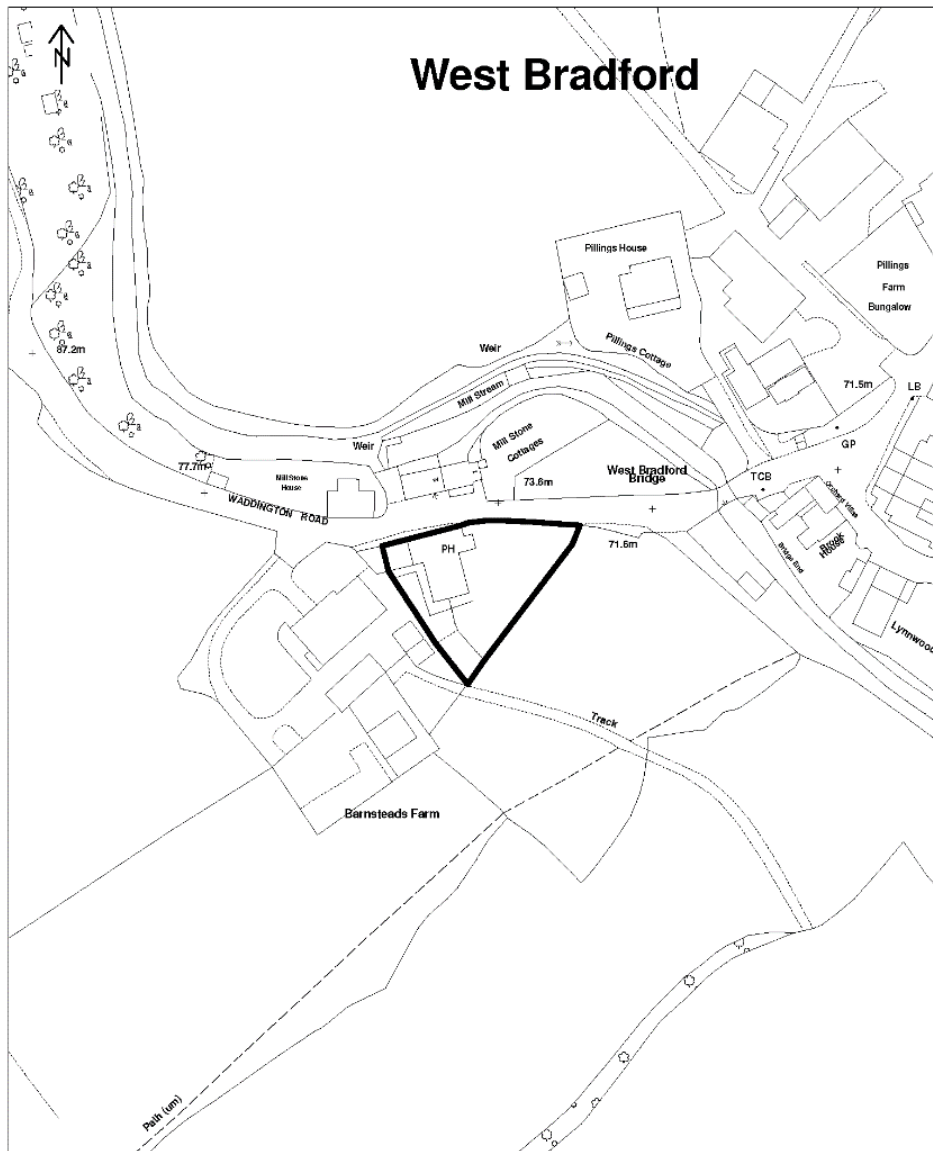 N
West Bradford
Pillings House
Pillings
Farm
Bungalow
87.2m
Weir
Pillings Cottage
Mill Stream
71.5m
LB
Weir
Mill Stone
Cottages
GP
77.7m
Mill Stone
House
73.6m
West Bradford
Bridge
TCB
WADDINGTON ROAD
Orchard Villas
PH
71.6m
Bridge End
Brook
House
Lynnwood
Track
Barnsteads Farm
Path (um)